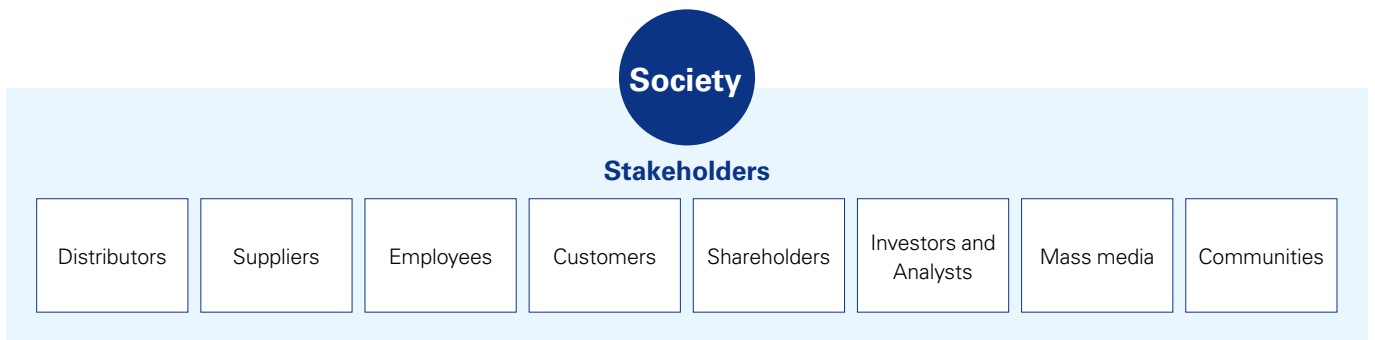 Society
Stakeholders
Distributors
Suppliers
Employees
Customers
Shareholders
Investors and
Analysts
Mass media
Communities